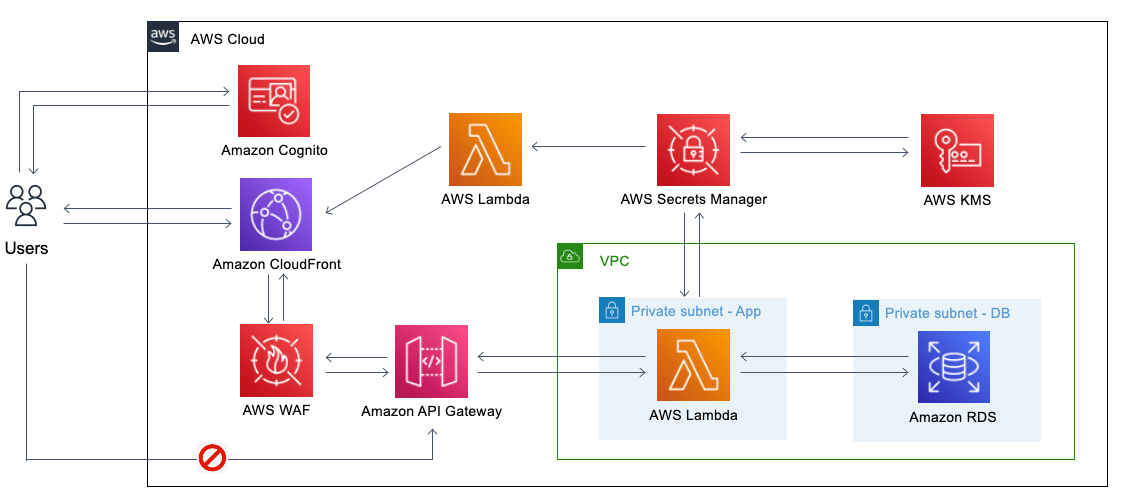 aws
AWS Cloud
Amazon Cognito
AWS Lambda
AWS Secrets Manager
AWS KMS
Users
Amazon CloudFront
VPC
Private subnet - App
Private subnet - DB
</>
AWS WAF
Amazon API Gateway
AWS Lambda
Amazon RDS